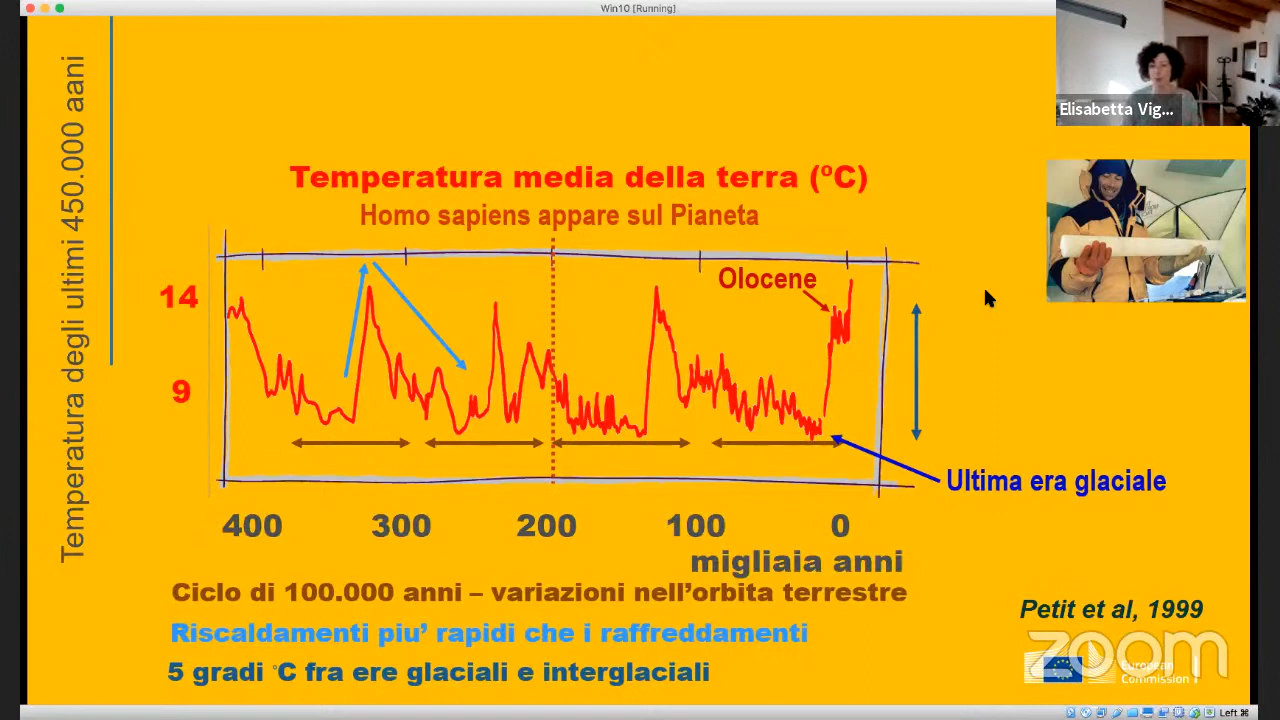 Win10 [Running]
Elisabetta Vig...
Temperatura degli ultimi 450.000 aani
Temperatura media della terra (ºC)
Homo sapiens appare sul Pianeta
Olocene
14
9
Ultima era glaciale
400 300 200 100 0
migliaia anni
Ciclo di 100.000 anni – variazioni nell’orbita terrestre
Riscaldamenti piu’ rapidi che i raffreddamenti
5 gradi °C fra ere glaciali e interglaciali
Petit et al, 1999
zoom
European
Commission
Left ⌘